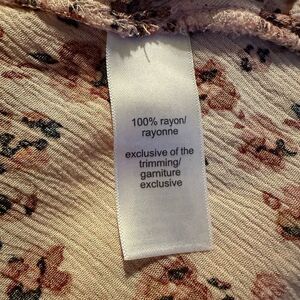 100% rayon/
rayonne
exclusive of the
trimming/
garniture
exclusive